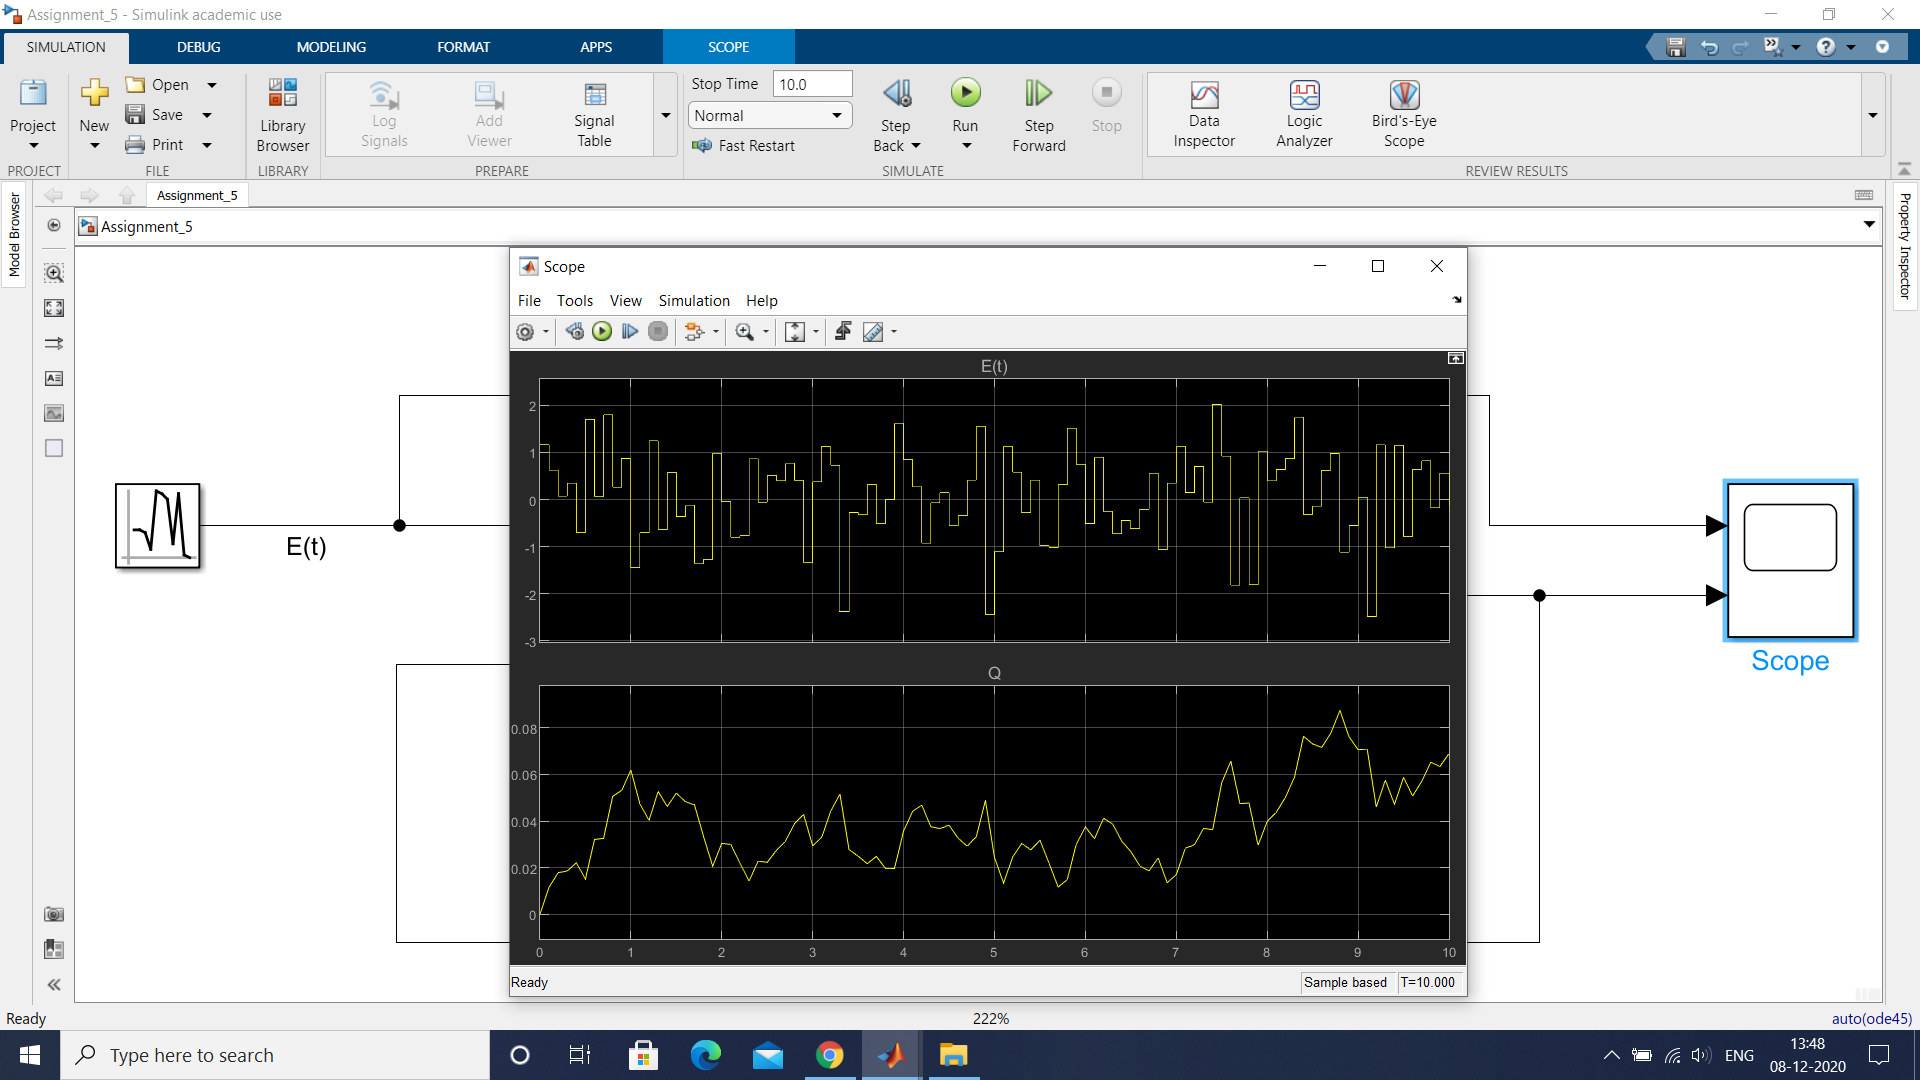 Assignment_5 - Simulink academic use
SIMULATION DEBUG MODELING FORMAT APPS SCOPE
Project
New
Open
Save
Print
Library Browser
Log Signals
Add Viewer
Signal Table
Stop Time 10.0
Normal
Fast Restart
Step Back
Run
Step Forward
Stop
Data Inspector
Logic Analyzer
Bird's-Eye Scope
PROJECT FILE LIBRARY PREPARE SIMULATE REVIEW RESULTS
Model Browser
Assignment_5
Assignment_5
Property Inspector
E(t)
Scope
File Tools View Simulation Help
E(t)
2
1
0
-1
-2
-3
Q
0.08
0.06
0.04
0.02
0
0 1 2 3 4 5 6 7 8 9 10
Ready Sample based T=10.000
Scope
Ready 222% auto(ode45)
Type here to search
ENG
13:48
08-12-2020